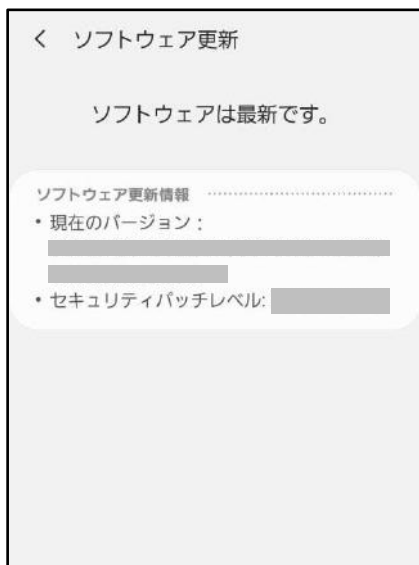 ソフトウェア更新
ソフトウェアは最新です。
ソフトウェア更新情報
• 現在のバージョン :
• セキュリティパッチレベル: